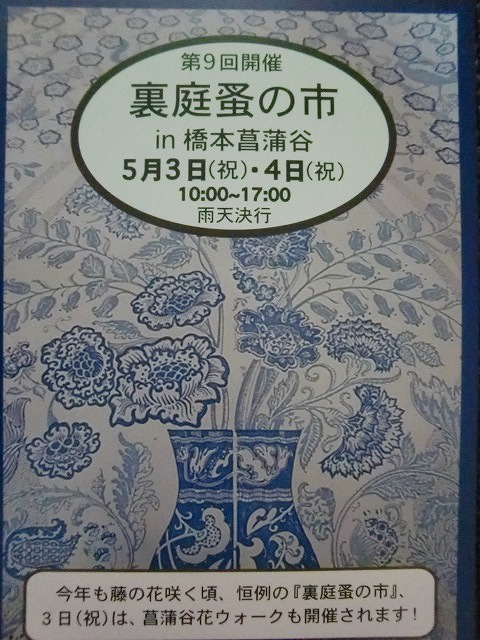 第9回開催
裏庭蚤の市
in 橋本菖蒲谷
5月3日(祝)・4日(祝)
10:00~17:00
雨天決行
今年も藤の花咲く頃、恒例の『裏庭蚤の市』、
3日(祝)は、菖蒲谷花ウォークも開催されます!